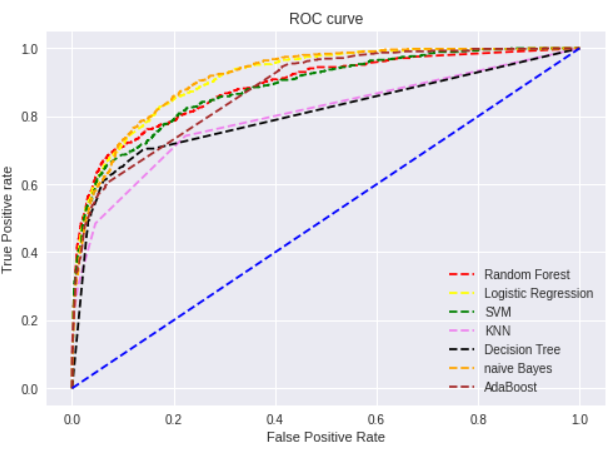 ROC curve
True Positive rate
1.0
0.8
0.6
0.4
0.2
0.0
Random Forest
Logistic Regression
SVM
KNN
Decision Tree
naive Bayes
AdaBoost
0.0 0.2 0.4 0.6 0.8 1.0
False Positive Rate